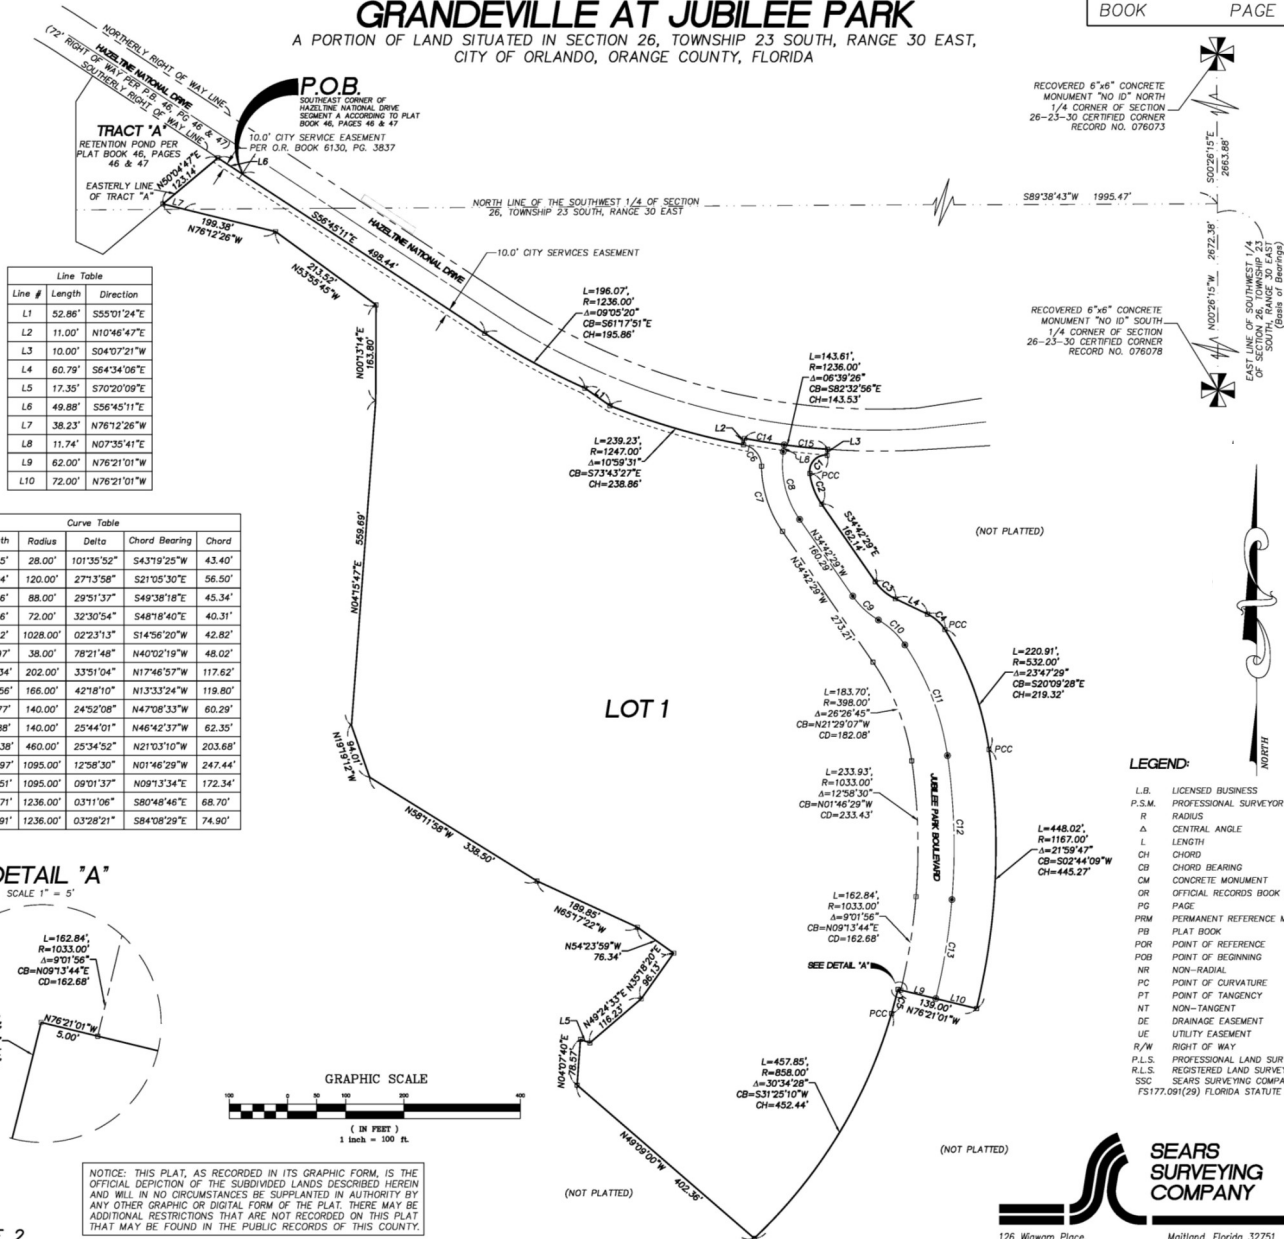 GRANDEVILLE AT JUBILEE PARK
A PORTION OF LAND SITUATED IN SECTION 26, TOWNSHIP 23 SOUTH, RANGE 30 EAST,
CITY OF ORLANDO, ORANGE COUNTY, FLORIDA
BOOK PAGE
NORTHERLY RIGHT OF WAY LINE
HAZELTINE NATIONAL DRIVE
(72' RIGHT OF WAY PER P.B. 46, PG 46 & 47)
SOUTHERLY RIGHT OF WAY LINE
P.O.B.
SOUTHEAST CORNER OF
HAZELTINE NATIONAL DRIVE
SEGMENT A ACCORDING TO PLAT
BOOK 46, PAGES 46 & 47
10.0' CITY SERVICE EASEMENT
PER O.R. BOOK 6130, PG. 3837
TRACT "A"
RETENTION POND PER
PLAT BOOK 46, PAGES
46 & 47
EASTERLY LINE
OF TRACT "A"
N50°04'47"E
123.14'
L6
L7
199.38'
N76°12'26"W
213.52'
N53°55'45"W
S56°45'11"E
498.44'
HAZELTINE NATIONAL DRIVE
NORTH LINE OF THE SOUTHWEST 1/4 OF SECTION
26, TOWNSHIP 23 SOUTH, RANGE 30 EAST
10.0' CITY SERVICES EASEMENT
S89°38'43"W 1995.47'
RECOVERED 6"x6" CONCRETE
MONUMENT "NO ID" NORTH
1/4 CORNER OF SECTION
26-23-30 CERTIFIED CORNER
RECORD NO. 076073
S00°26'15"E
2663.88'
N00°26'15"W 2672.38'
EAST LINE OF SOUTHWEST 1/4
OF SECTION 26, TOWNSHIP 23
SOUTH, RANGE 30 EAST
(Basis of Bearings)
RECOVERED 6"x6" CONCRETE
MONUMENT "NO ID" SOUTH
1/4 CORNER OF SECTION
26-23-30 CERTIFIED CORNER
RECORD NO. 076078
Line Table
Line # Length Direction
L1 52.86' S55°01'24"E
L2 11.00' N10°46'47"E
L3 10.00' S04°07'21"W
L4 60.79' S64°34'06"E
L5 17.35' S70°20'09"E
L6 49.88' S56°45'11"E
L7 38.23' N76°12'26"W
L8 11.74' N07°35'41"E
L9 62.00' N76°21'01"W
L10 72.00' N76°21'01"W
Curve Table
th Radius Delta Chord Bearing Chord
5' 28.00' 101°35'52" S43°19'25"W 43.40'
4' 120.00' 27°13'58" S21°05'30"E 56.50'
6' 88.00' 29°51'37" S49°38'18"E 45.34'
6' 72.00' 32°30'54" S48°18'40"E 40.31'
2' 1028.00' 02°23'13" S14°56'20"W 42.82'
97' 38.00' 78°21'48" N40°02'19"W 48.02'
34' 202.00' 33°51'04" N17°46'57"W 117.62'
56' 166.00' 42°18'10" N13°33'24"W 119.80'
77' 140.00' 24°52'08" N47°08'33"W 60.29'
88' 140.00' 25°44'01" N46°42'37"W 62.35'
38' 460.00' 25°34'52" N21°03'10"W 203.68'
97' 1095.00' 12°58'30" N01°46'29"W 247.44'
51' 1095.00' 09°01'37" N09°13'34"E 172.34'
71' 1236.00' 03°11'06" S80°48'46"E 68.70'
91' 1236.00' 03°28'21" S84°08'29"E 74.90'
N00°13'14"E
163.80'
N04°15'47"E 559.69'
L=196.07',
R=1236.00'
Δ=09°05'20"
CB=S61°17'51"E
CH=195.86'
L1
L=239.23',
R=1247.00'
Δ=10°59'31"
CB=S73°43'27"E
CH=238.86'
L=143.61',
R=1236.00'
Δ=06°39'26"
CB=S82°32'56"E
CH=143.53'
L2
C14
C15
L3
L8
C6
PCC
C2
C7
C8
S34°42'29"E
162.14'
N34°42'29"W
160.29'
N34°42'29"W
273.21'
C3
L4
C4
PCC
C9
C10
(NOT PLATTED)
L=220.91',
R=532.00'
Δ=23°47'29"
CB=S20°09'28"E
CH=219.32'
LOT 1
L=183.70',
R=398.00'
Δ=26°26'45"
CB=N21°29'07"W
CD=182.08'
C11
PCC
L=233.93',
R=1033.00'
Δ=12°58'30"
CB=N01°46'29"W
CD=233.43'
JUBILEE PARK BOULEVARD
C12
L=448.02',
R=1167.00'
Δ=21°59'47"
CB=S02°44'09"W
CH=445.27'
N19°19'12"W
94.01'
N58°11'58"W
338.50'
189.85'
N65°17'22"W
N54°23'59"W
76.34'
L=162.84',
R=1033.00'
Δ=9°01'56"
CB=N09°13'44"E
CD=162.68'
C13
SEE DETAIL "A"
L9
L10
139.00'
N76°21'01"W
C5
PCC
N35°18'20"E
96.13'
N49°24'33"E
116.23'
L5
N04°07'40"E
78.57'
L=457.85',
R=858.00'
Δ=30°34'28"
CB=S31°25'10"W
CH=452.44'
N49°09'00"W
402.36'
(NOT PLATTED)
(NOT PLATTED)
NORTH
LEGEND:
L.B. LICENSED BUSINESS
P.S.M. PROFESSIONAL SURVEYOR
R RADIUS
Δ CENTRAL ANGLE
L LENGTH
CH CHORD
CB CHORD BEARING
CM CONCRETE MONUMENT
OR OFFICIAL RECORDS BOOK
PG PAGE
PRM PERMANENT REFERENCE M
PB PLAT BOOK
POR POINT OF REFERENCE
POB POINT OF BEGINNING
NR NON-RADIAL
PC POINT OF CURVATURE
PT POINT OF TANGENCY
NT NON-TANGENT
DE DRAINAGE EASEMENT
UE UTILITY EASEMENT
R/W RIGHT OF WAY
P.L.S. PROFESSIONAL LAND SUR
R.L.S. REGISTERED LAND SURVEY
SSC SEARS SURVEYING COMPA
FS177.091(29) FLORIDA STATUTE
DETAIL "A"
SCALE 1" = 5'
L=162.84',
R=1033.00'
Δ=9°01'56"
CB=N09°13'44"E
CD=162.68'
N76°21'01"W
5.00'
GRAPHIC SCALE
100 0 50 100 200 400
( IN FEET )
1 inch = 100 ft.
NOTICE: THIS PLAT, AS RECORDED IN ITS GRAPHIC FORM, IS THE
OFFICIAL DEPICTION OF THE SUBDIVIDED LANDS DESCRIBED HEREIN
AND WILL IN NO CIRCUMSTANCES BE SUPPLANTED IN AUTHORITY BY
ANY OTHER GRAPHIC OR DIGITAL FORM OF THE PLAT. THERE MAY BE
ADDITIONAL RESTRICTIONS THAT ARE NOT RECORDED ON THIS PLAT
THAT MAY BE FOUND IN THE PUBLIC RECORDS OF THIS COUNTY.
SEARS
SURVEYING
COMPANY
126 Wigwam Place Maitland, Florida 32751